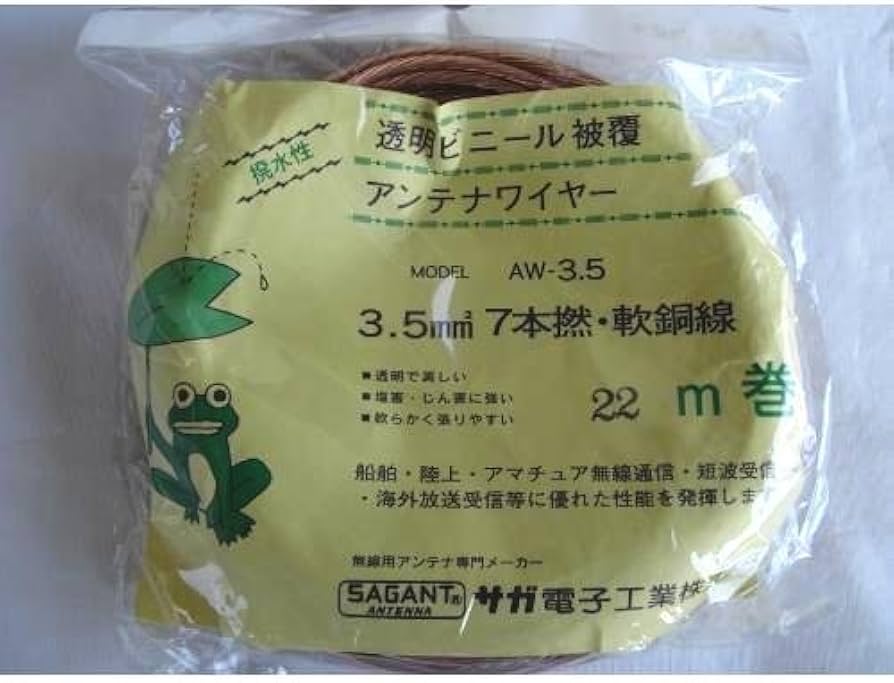 撥水性
透明ビニール被覆
アンテナワイヤー
MODEL AW-3.5
3.5mm² 7本撚・軟銅線
■透明で美しい
■塩害・じん害に強い
■軟らかく張りやすい
22 m巻
船舶・陸上・アマチュア無線通信・短波受信
・海外放送受信等に優れた性能を発揮します
無線用アンテナ専門メーカー
SAGANT®
ANTENNA
サガ電子工業株